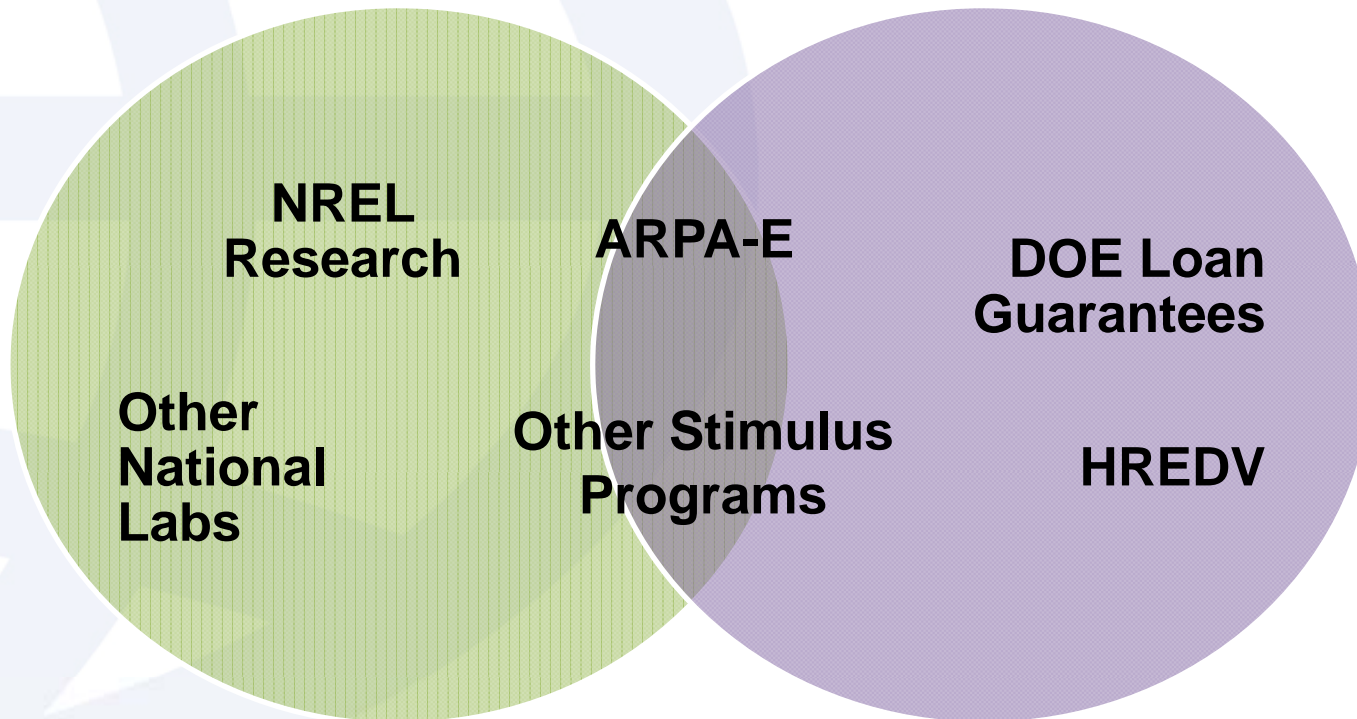 NREL
Research
ARPA-E
DOE Loan
Guarantees
Other
National
Labs
Other Stimulus
Programs
HREDV